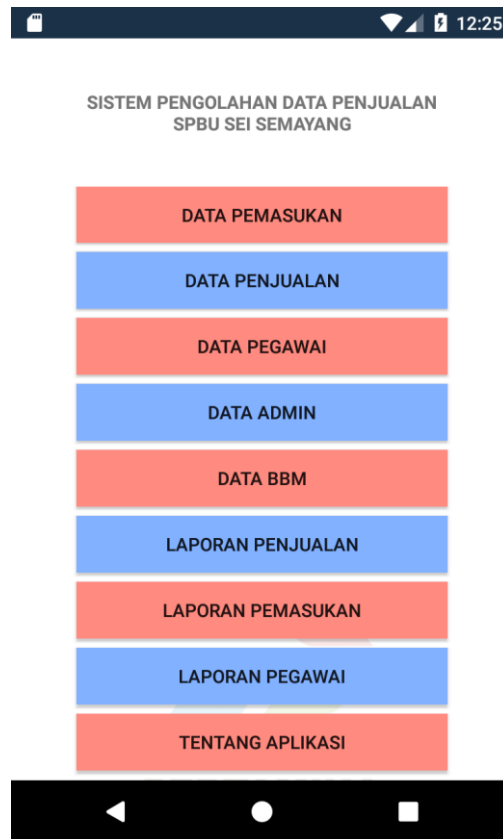 12:25
SISTEM PENGOLAHAN DATA PENJUALAN
SPBU SEI SEMAYANG
DATA PEMASUKAN
DATA PENJUALAN
DATA PEGAWAI
DATA ADMIN
DATA BBM
LAPORAN PENJUALAN
LAPORAN PEMASUKAN
LAPORAN PEGAWAI
TENTANG APLIKASI